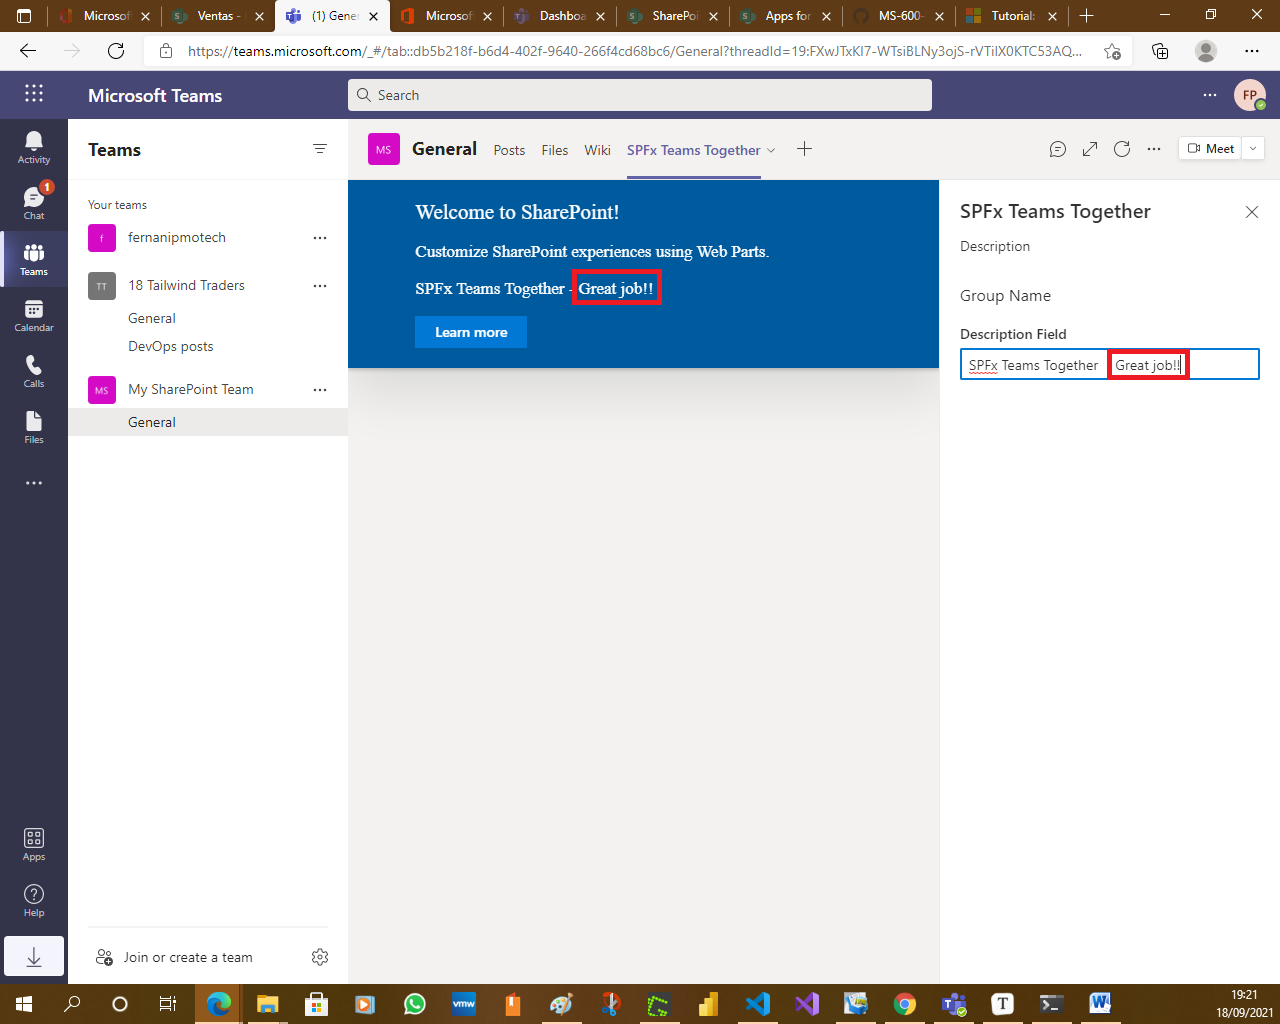 Microsoft
Ventas -
(1) Gener
Microsoft
Dashboa
SharePoi
Apps for
MS-600-
Tutorial:
https://teams.microsoft.com/_#/tab::db5b218f-b6d4-402f-9640-266f4cd68bc6/General?threadId=19:FXwJTxKl7-WTsiBLNy3ojS-rVTilX0KTC53AQ...
Microsoft Teams
Search
FP
Activity
1
Chat
Teams
Calendar
Calls
Files
Apps
Help
Teams
Your teams
f fernanipmotech
TT 18 Tailwind Traders
General
DevOps posts
MS My SharePoint Team
General
Join or create a team
MS General Posts Files Wiki SPFx Teams Together
Meet
Welcome to SharePoint!
Customize SharePoint experiences using Web Parts.
SPFx Teams Together - Great job!!
Learn more
SPFx Teams Together
Description
Group Name
Description Field
SPFx Teams Together Great job!!
vmw
T
W
19:21
18/09/2021